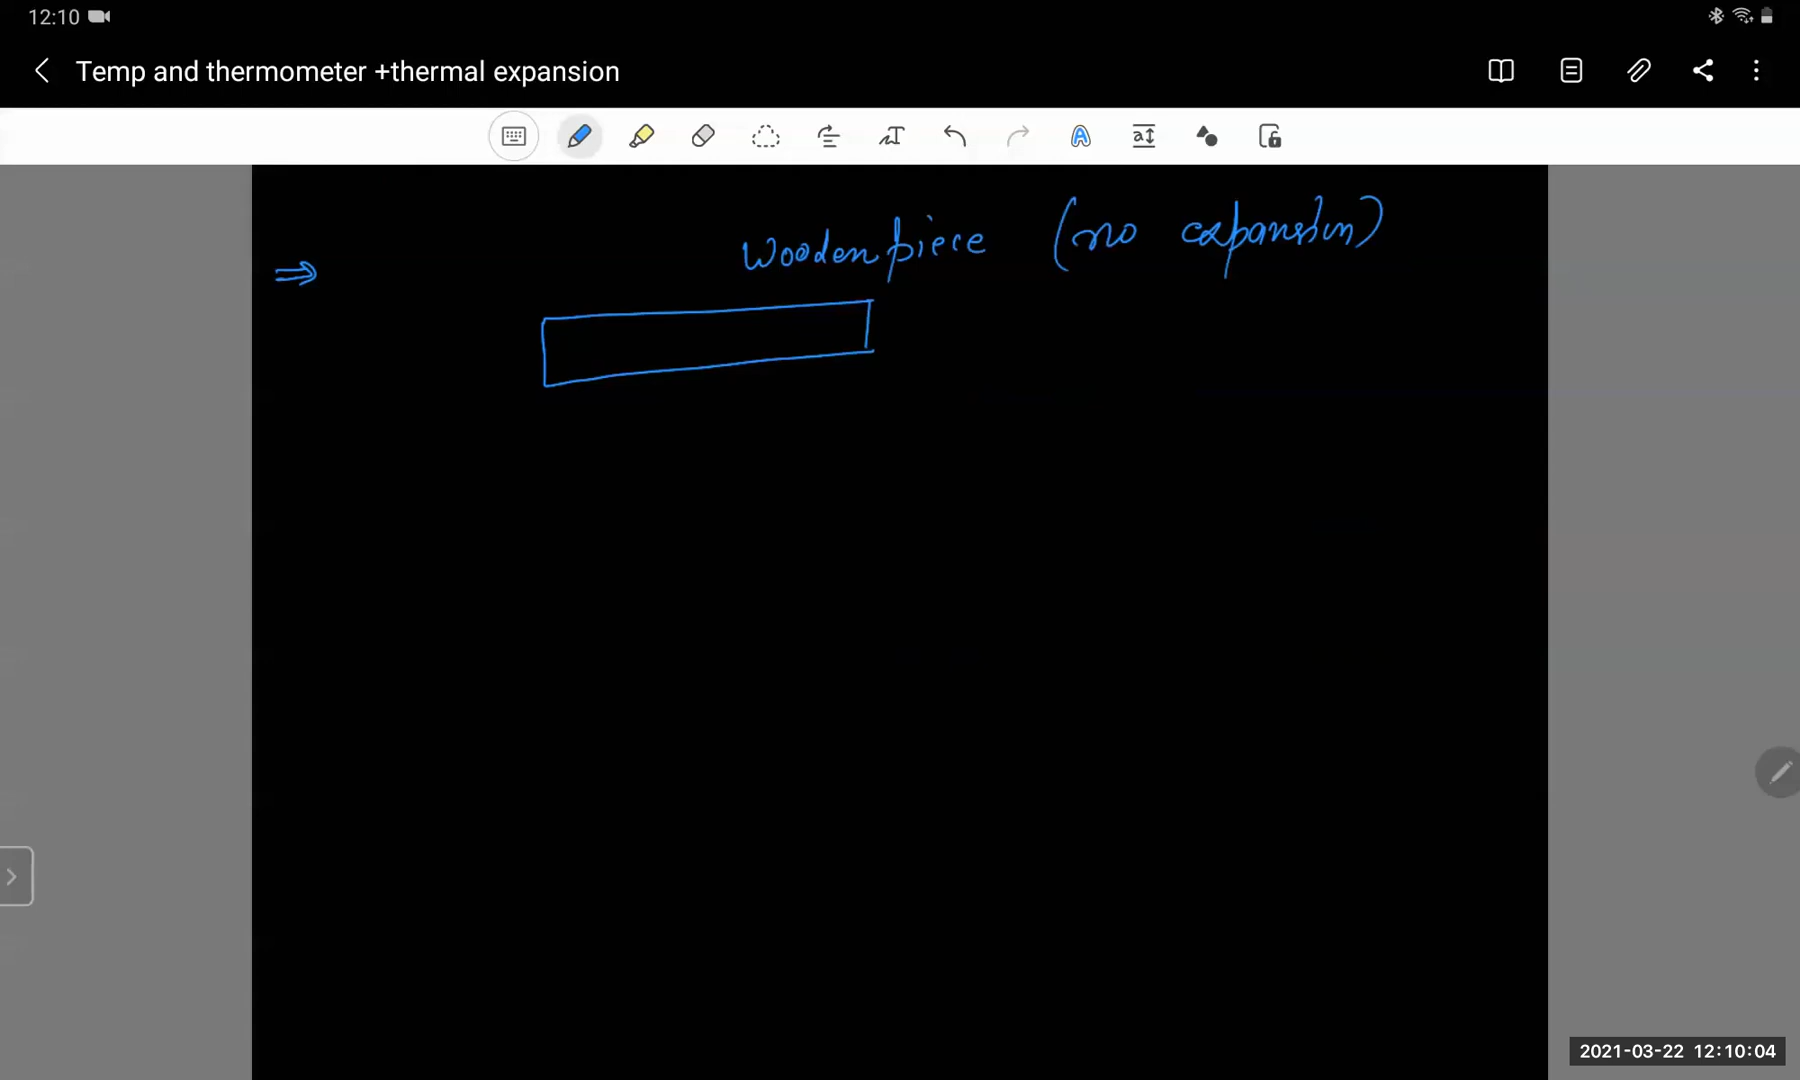 12:10
Temp and thermometer +thermal expansion
Wooden piece (no expansion)
⇒
2021-03-22 12:10:04